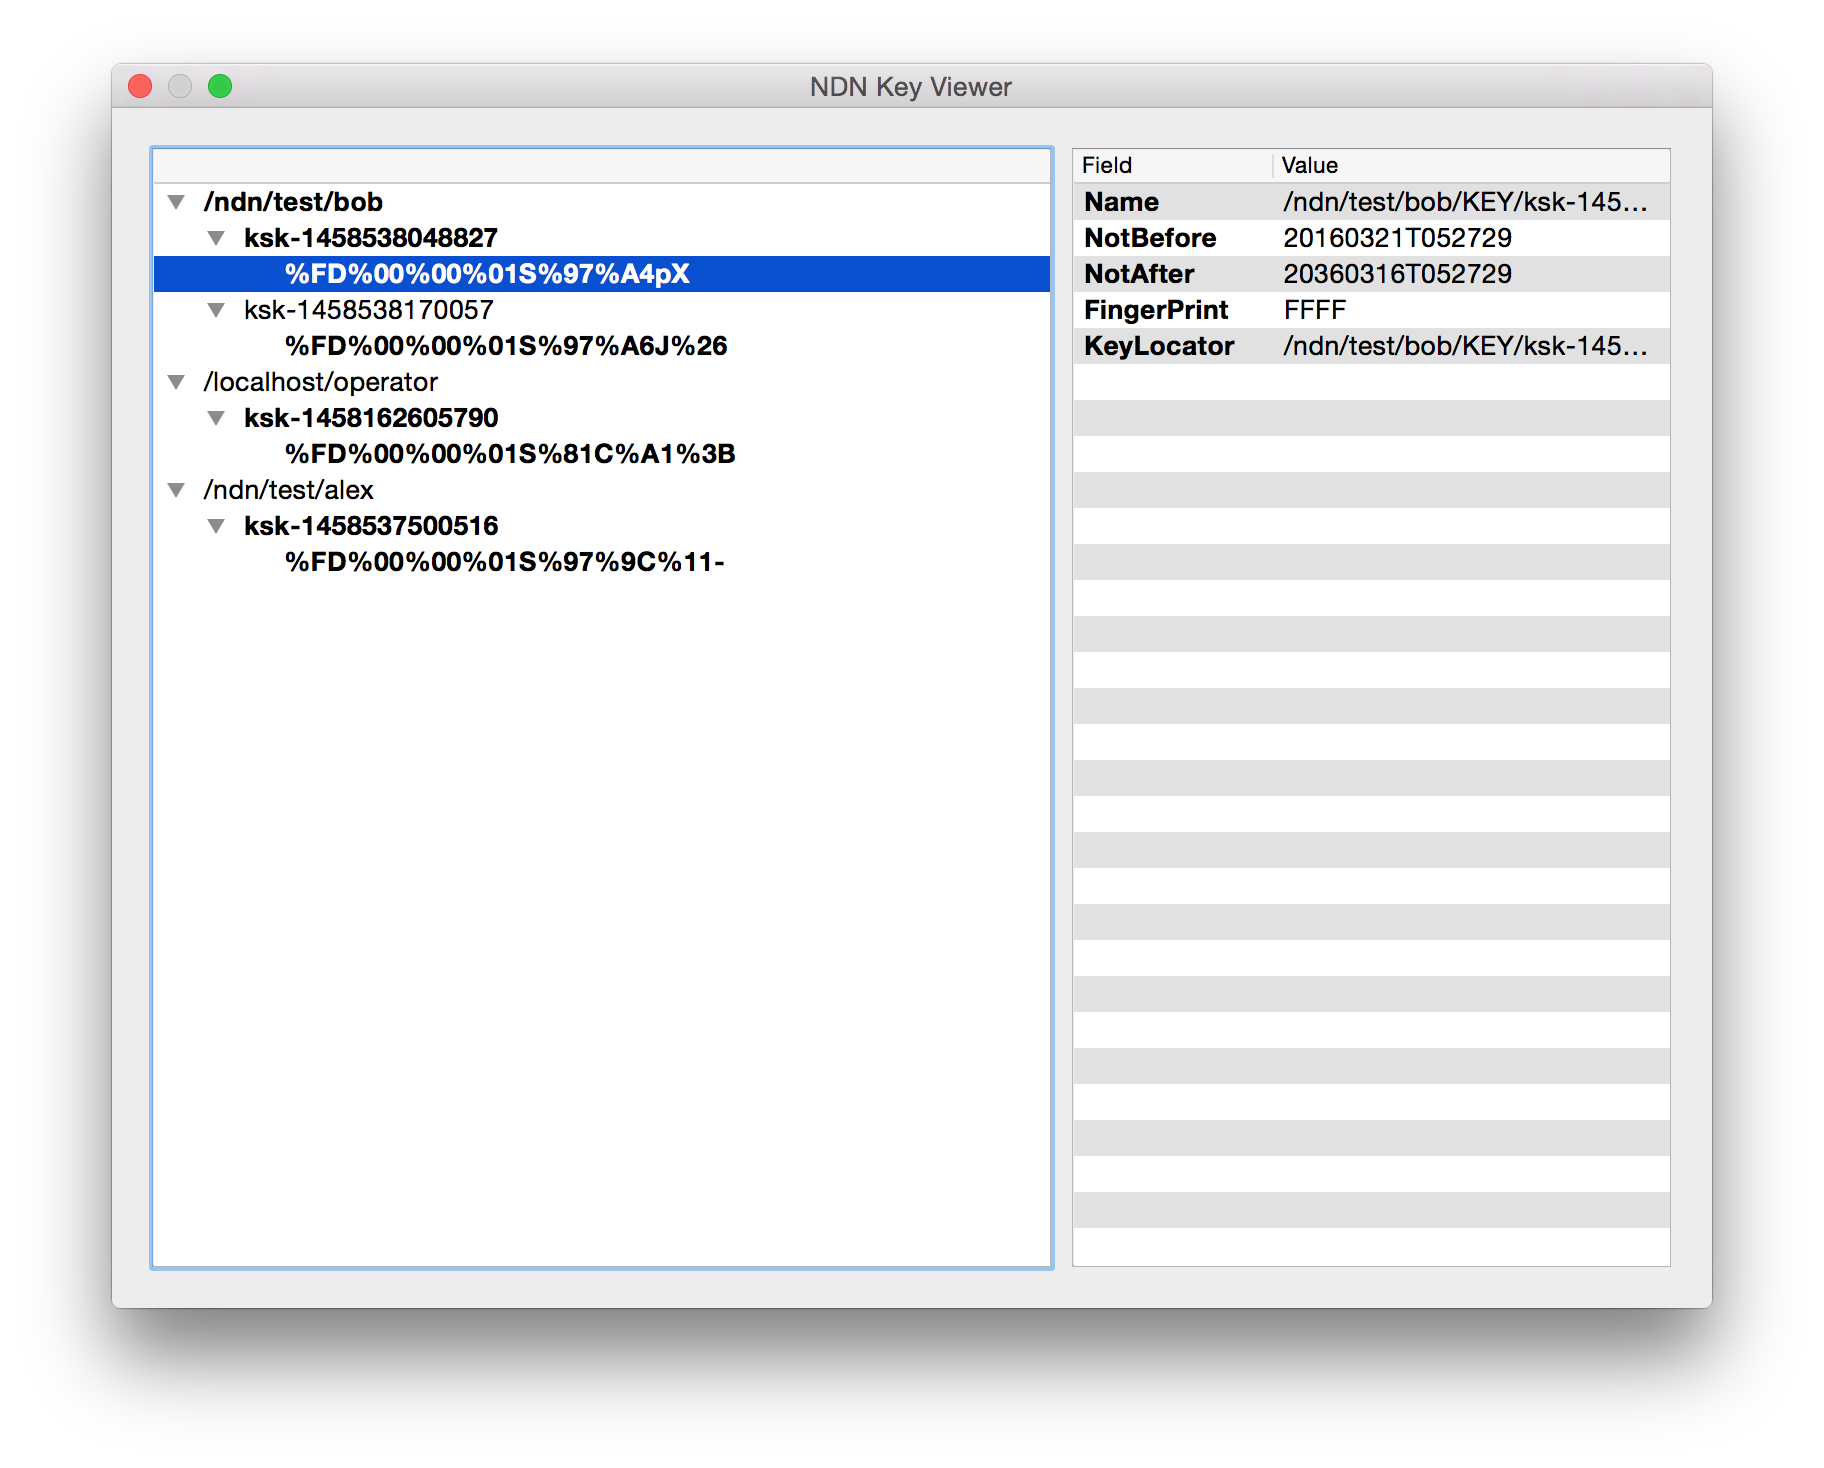 NDN Key Viewer
/ndn/test/bob
ksk-1458538048827
%FD%00%00%01S%97%A4pX
ksk-1458538170057
%FD%00%00%01S%97%A6J%26
/localhost/operator
ksk-1458162605790
%FD%00%00%01S%81C%A1%3B
/ndn/test/alex
ksk-1458537500516
%FD%00%00%01S%97%9C%11-
Field Value
Name /ndn/test/bob/KEY/ksk-145...
NotBefore 20160321T052729
NotAfter 20360316T052729
FingerPrint FFFF
KeyLocator /ndn/test/bob/KEY/ksk-145...